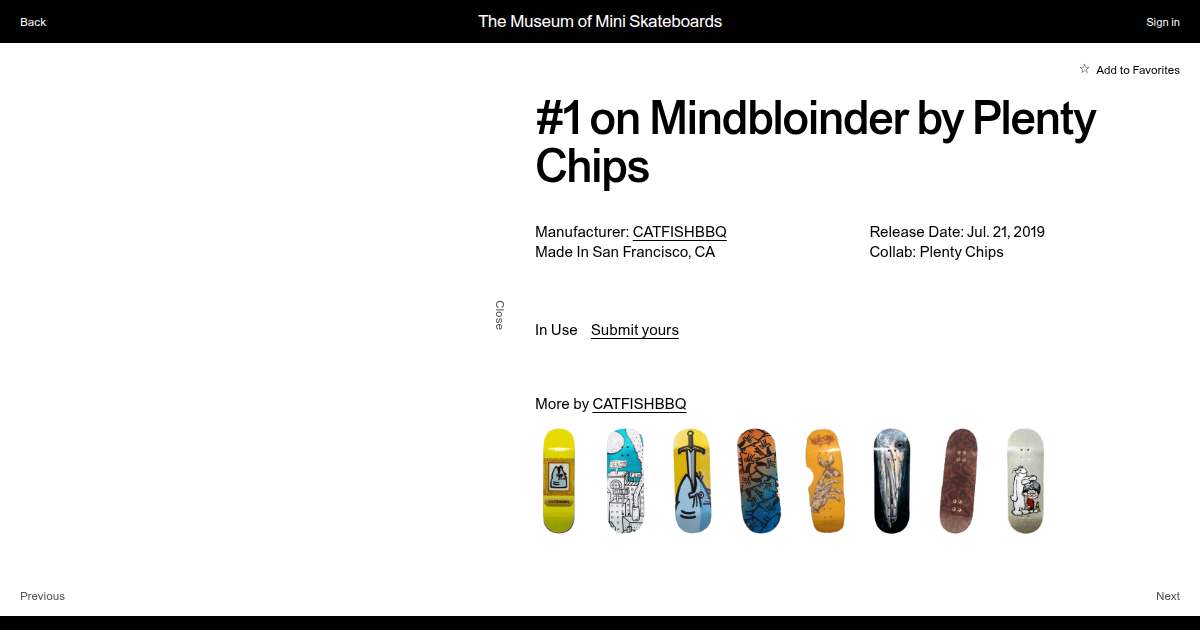 Back
The Museum of Mini Skateboards
Sign in
☆ Add to Favorites
#1 on Mindbloinder by Plenty
Chips
Manufacturer: CATFISHBBQ
Made In San Francisco, CA
Release Date: Jul. 21, 2019
Collab: Plenty Chips
Close
In Use Submit yours
More by CATFISHBBQ
Previous
Next